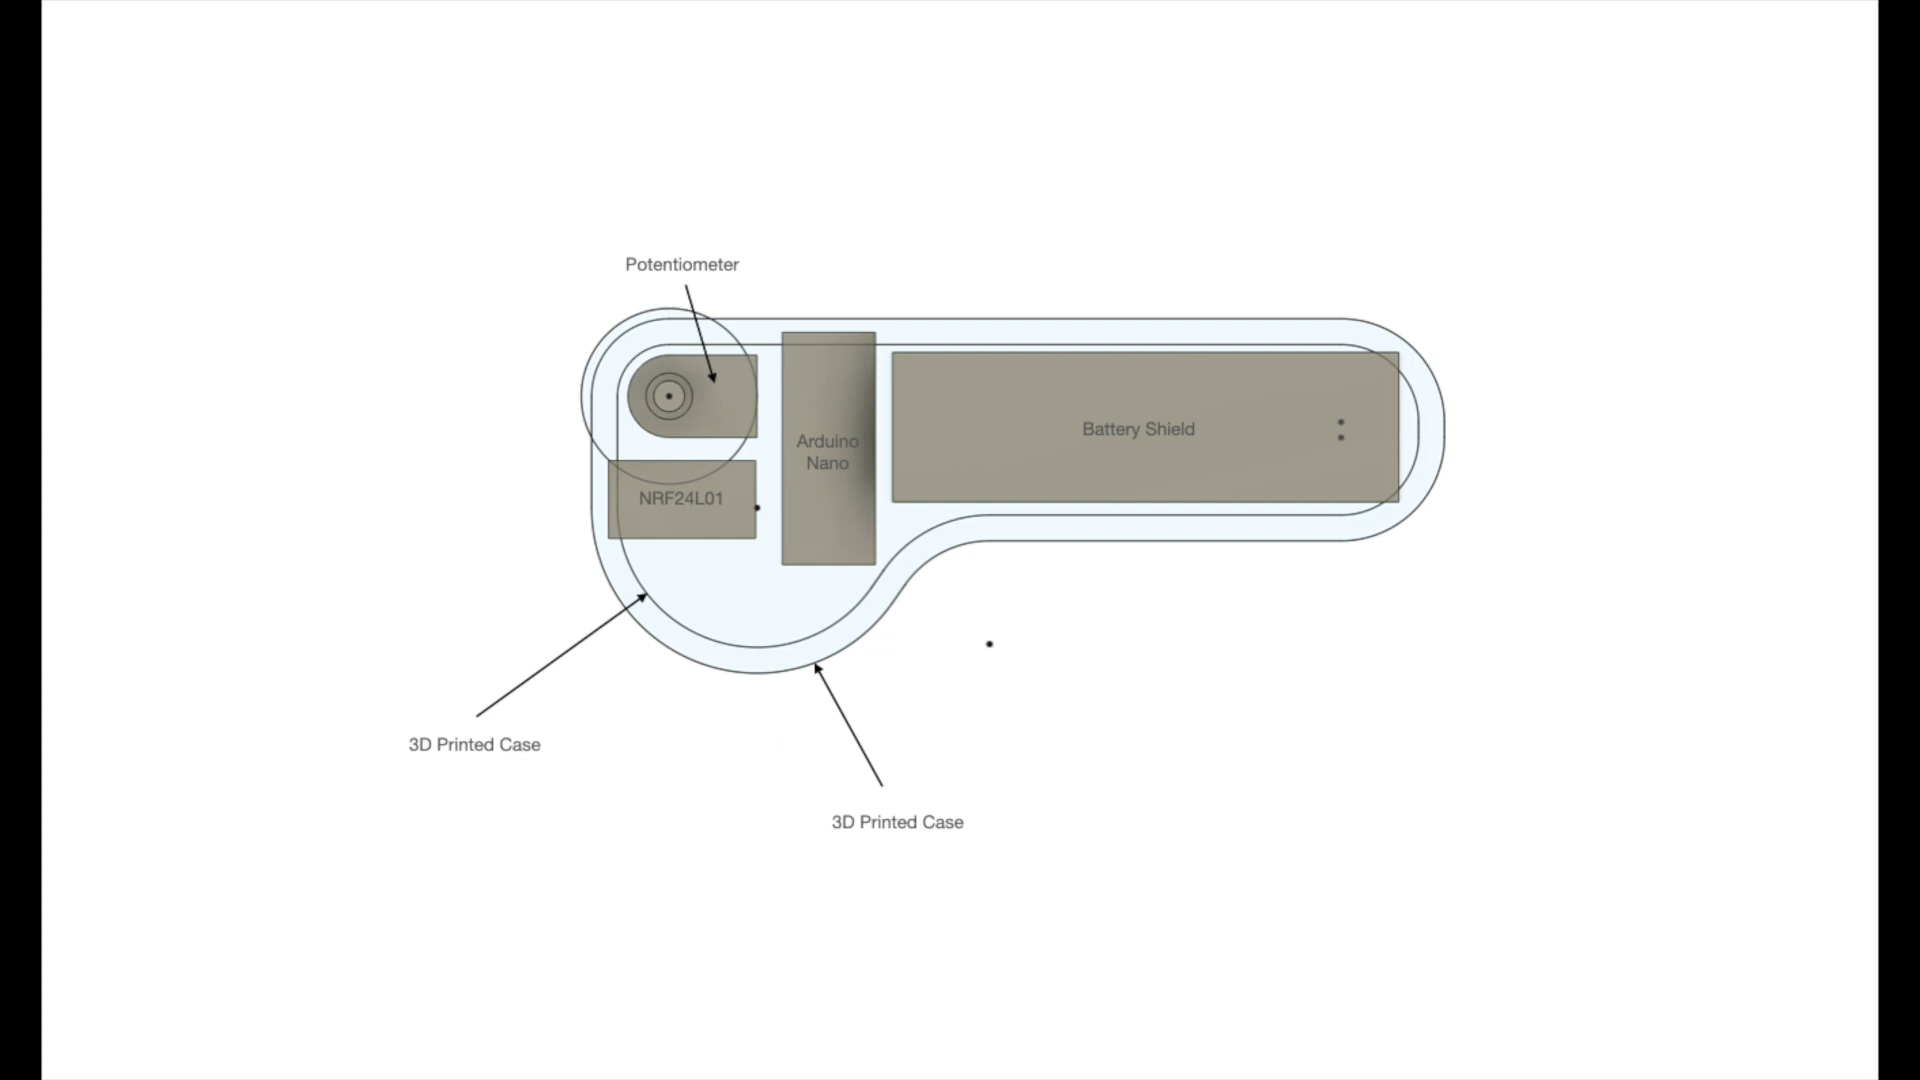 Potentiometer
Arduino
Nano
Battery Shield
NRF24L01
3D Printed Case
3D Printed Case